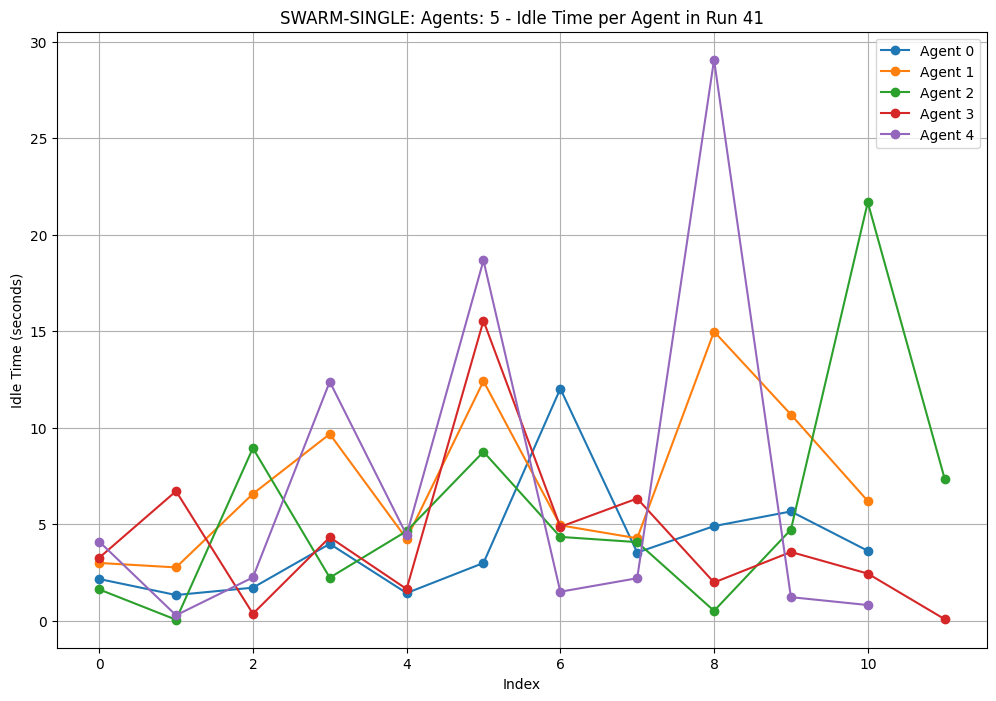 SWARM-SINGLE: Agents: 5 - Idle Time per Agent in Run 41
30
25
20
15
10
5
0
Idle Time (seconds)
0 2 4 6 8 10
Index
Agent 0
Agent 1
Agent 2
Agent 3
Agent 4